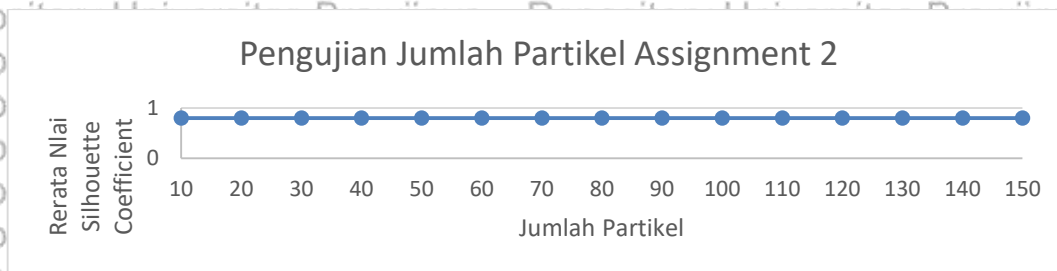 Pengujian Jumlah Partikel Assignment 2
Rerata NIai
Silhouette
Coefficient
1
0
10 20 30 40 50 60 70 80 90 100 110 120 130 140 150
Jumlah Partikel